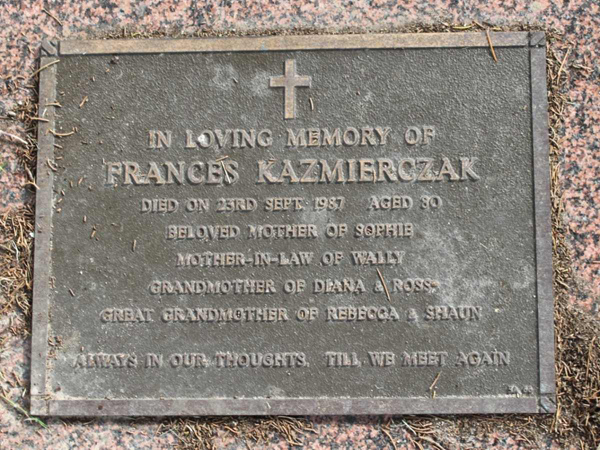 IN LOVING MEMORY OF
FRANCES KAZMIERCZAK
DIED ON 23RD SEPT. 1987 AGED 80
BELOVED MOTHER OF SOPHIE
MOTHER-IN-LAW OF WALLY
GRANDMOTHER OF DIANA & ROSS
GREAT GRANDMOTHER OF REBECCA & SHAUN
ALWAYS IN OUR THOUGHTS. TILL WE MEET AGAIN